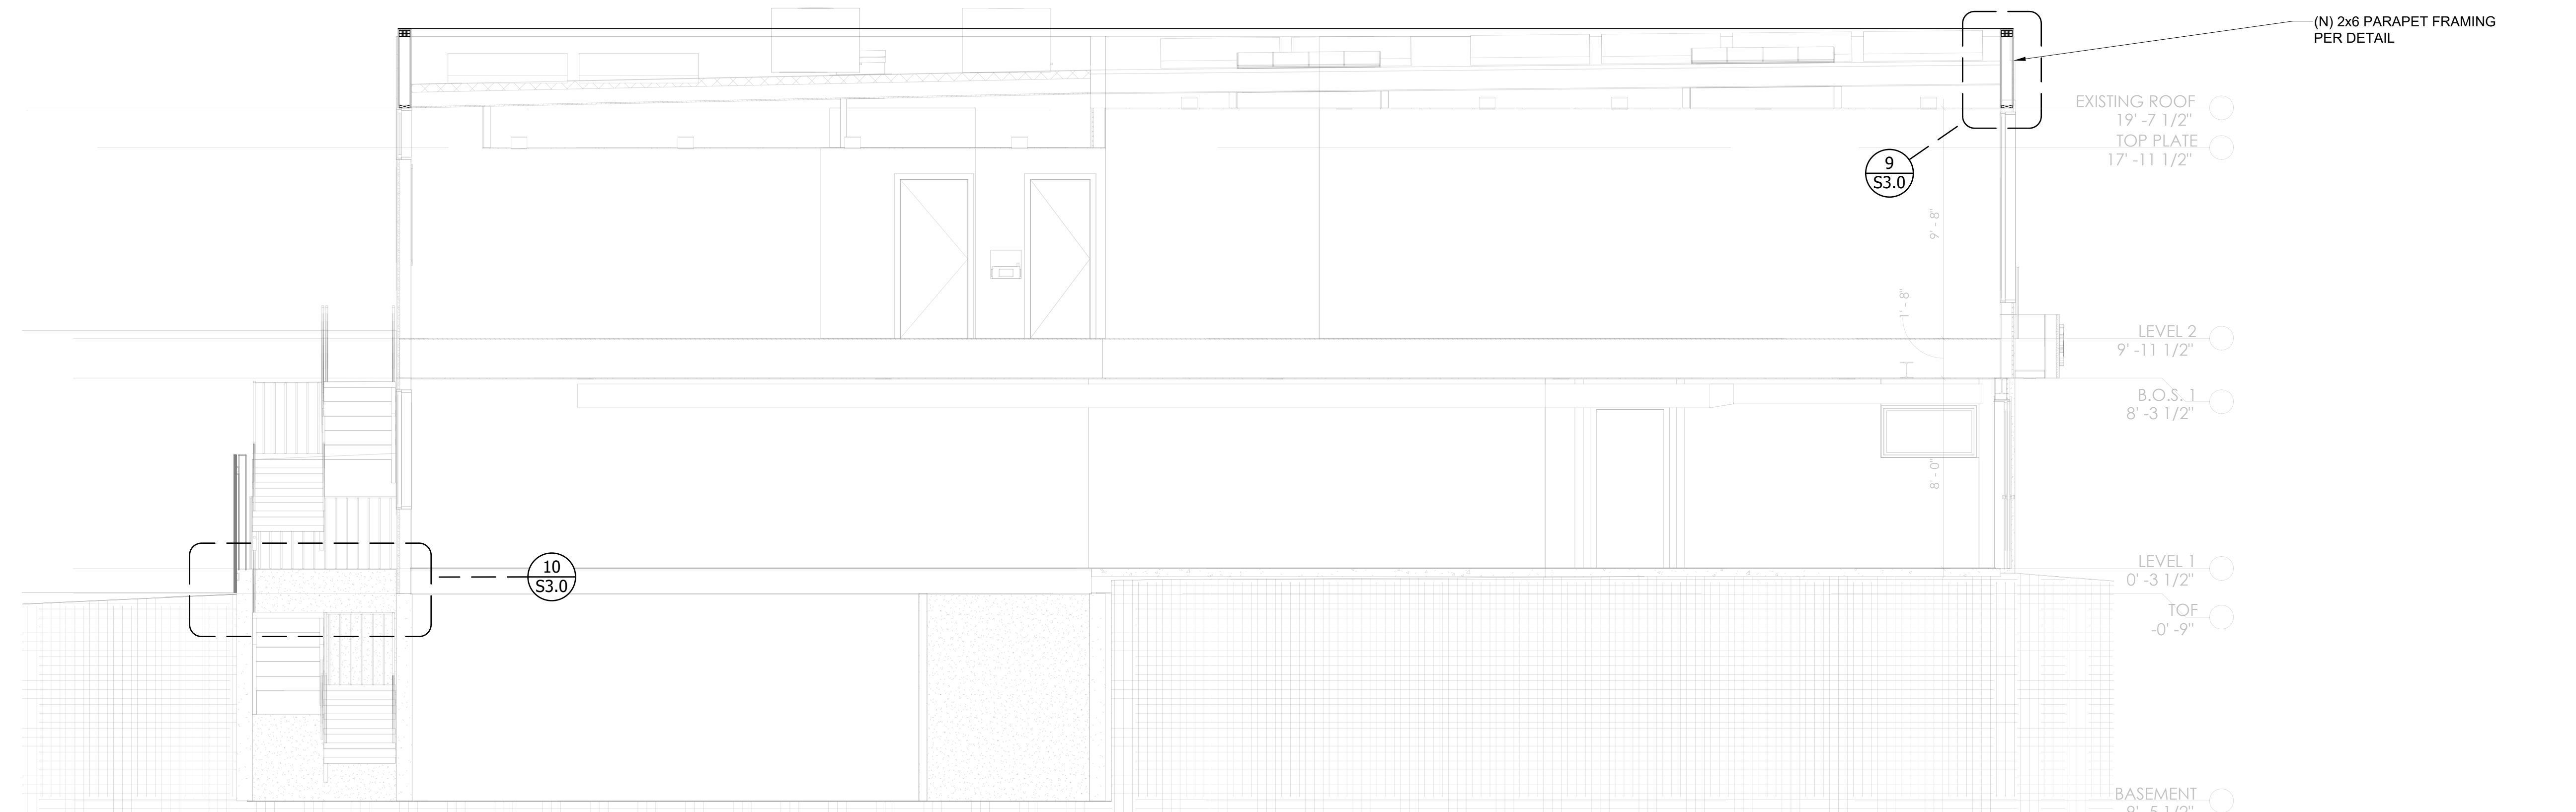 (N) 2x6 PARAPET FRAMING
PER DETAIL
EXISTING ROOF
19' -7 1/2"
TOP PLATE
17' -11 1/2"
9
S3.0
9' - 8"
1' - 8"
LEVEL 2
9' -11 1/2"
B.O.S. 1
8' -3 1/2"
8' - 0"
10
S3.0
LEVEL 1
0' -3 1/2"
TOF
-0' -9"
BASEMENT